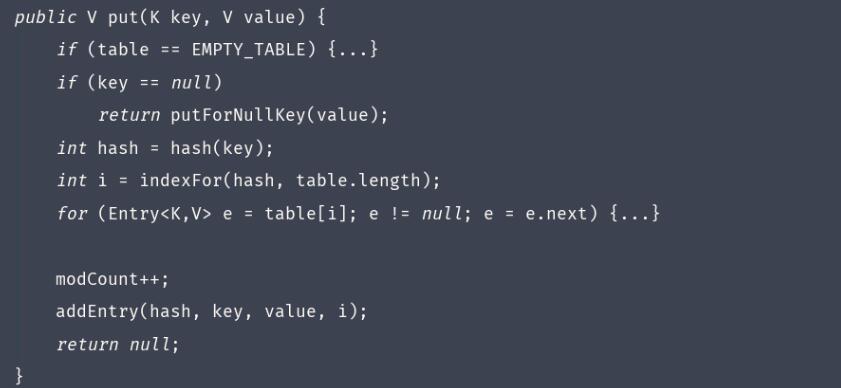 public V put(K key, V value) {
    if (table == EMPTY_TABLE) {...}
    if (key == null)
        return putForNullKey(value);
    int hash = hash(key);
    int i = indexFor(hash, table.length);
    for (Entry<K,V> e = table[i]; e != null; e = e.next) {...}

    modCount++;
    addEntry(hash, key, value, i);
    return null;
}